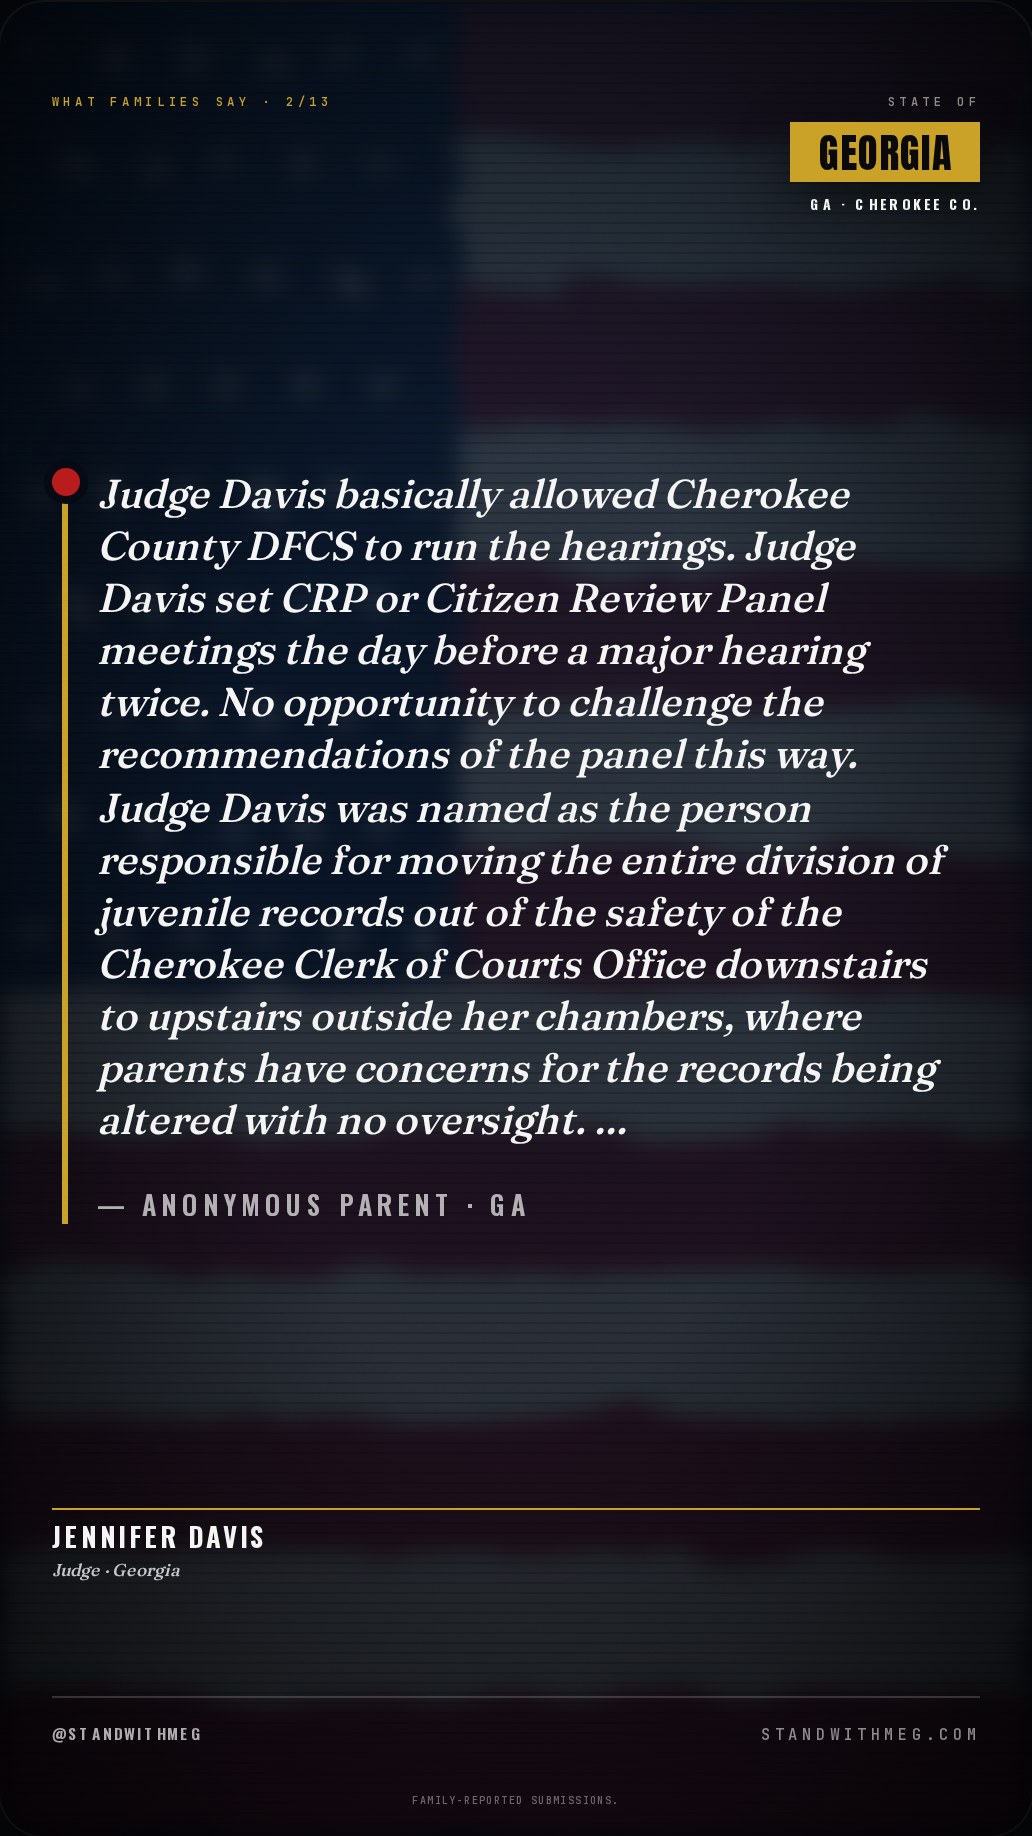 WHAT FAMILIES SAY · 2/13
STATE OF
GEORGIA
GA · CHEROKEE CO.
Judge Davis basically allowed Cherokee
County DFCS to run the hearings. Judge
Davis set CRP or Citizen Review Panel
meetings the day before a major hearing
twice. No opportunity to challenge the
recommendations of the panel this way.
Judge Davis was named as the person
responsible for moving the entire division of
juvenile records out of the safety of the
Cherokee Clerk of Courts Office downstairs
to upstairs outside her chambers, where
parents have concerns for the records being
altered with no oversight. ...
— ANONYMOUS PARENT · GA
JENNIFER DAVIS
Judge · Georgia
@STANDWITHMEG
STANDWITHMEG.COM
FAMILY-REPORTED SUBMISSIONS.